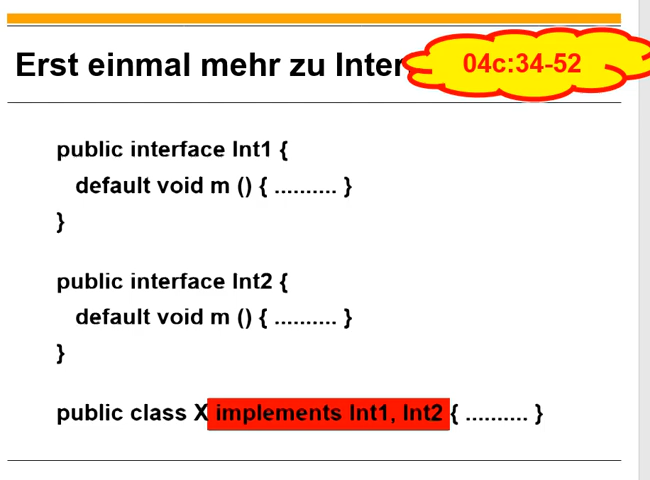 Erst einmal mehr zu Inter
04c:34-52
public interface Int1 {
default void m () { .......... }
}
public interface Int2 {
default void m () { .......... }
}
public class X implements Int1, Int2 { .......... }